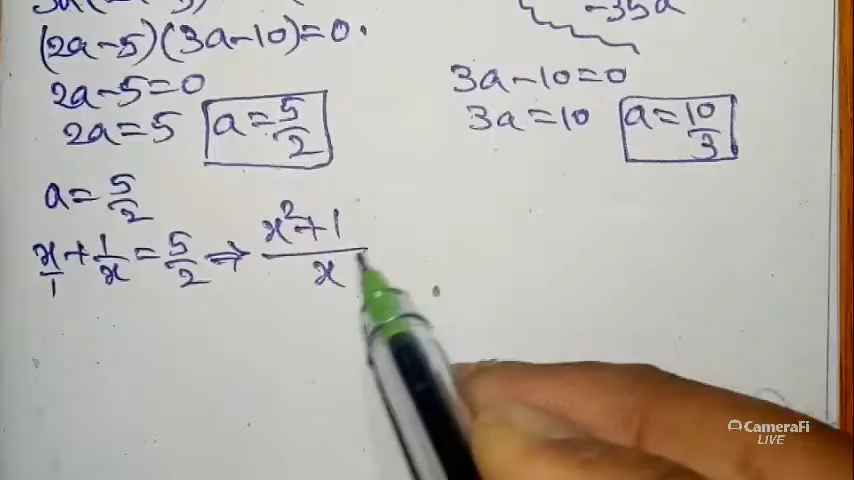 -35a
(2a-5)(3a-10)=0.
2a-5=0
3a-10=0
2a=5 a=5/2
3a=10 a=10/3
a=5/2
x/1+1/x=5/2⇒ x²+1/x
CameraFi
LIVE